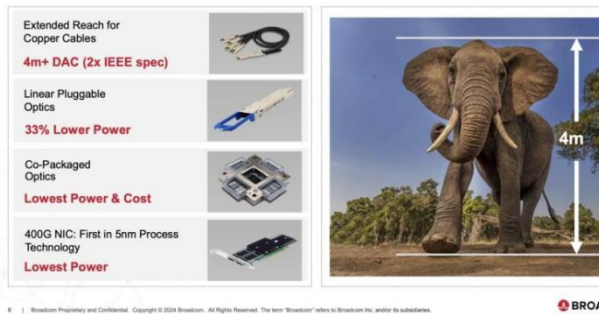 Extended Reach for
Copper Cables
4m+ DAC (2x IEEE spec)
Linear Pluggable
Optics
33% Lower Power
Co-Packaged
Optics
Lowest Power & Cost
400G NIC: First in 5nm Process
Technology
Lowest Power
4m
8 | Broadcom Proprietary and Confidential. Copyright © 2024 Broadcom. All Rights Reserved. The term "Broadcom" refers to Broadcom Inc. and/or its subsidiaries.
BROA